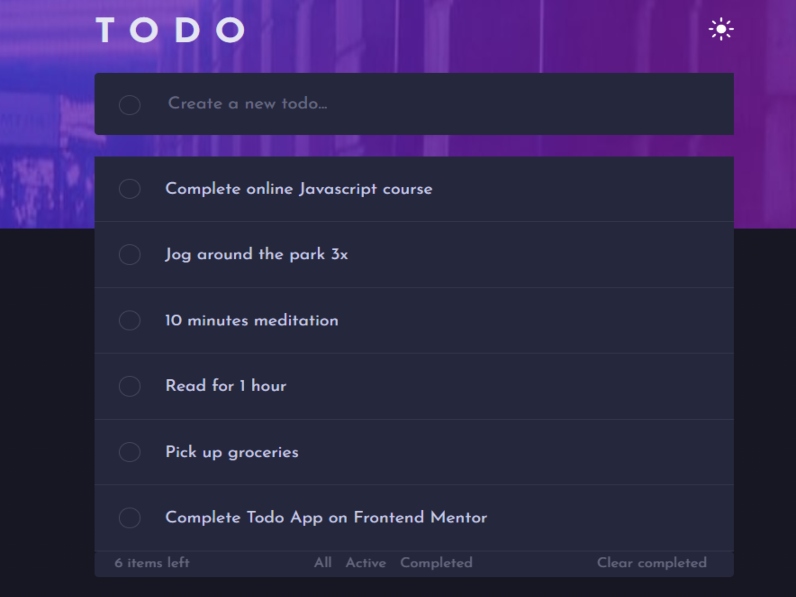 TODO
Create a new todo...
Complete online Javascript course
Jog around the park 3x
10 minutes meditation
Read for 1 hour
Pick up groceries
Complete Todo App on Frontend Mentor
6 items left All Active Completed Clear completed